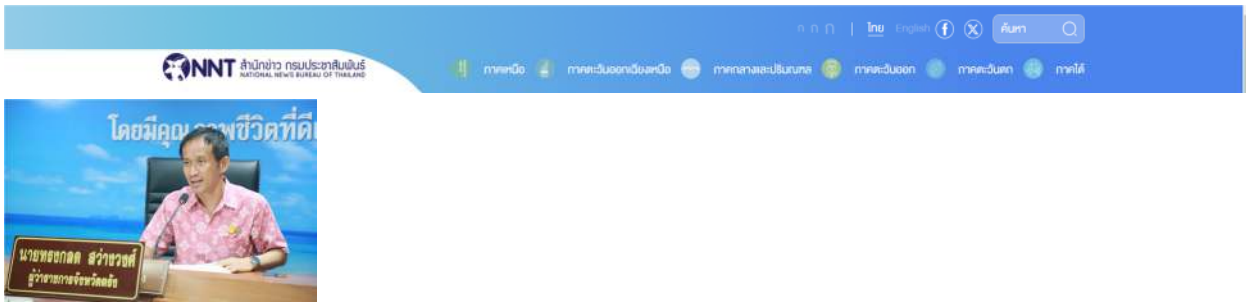 ก ก ก | ไทย English f X ค้นหา
NNT สำนักข่าว กรมประชาสัมพันธ์
NATIONAL NEWS BUREAU OF THAILAND
ภาคเหนือ ภาคตะวันออกเฉียงเหนือ ภาคกลางและปริมณฑล ภาคตะวันออก ภาคตะวันตก ภาคใต้
โดยมีคุณ ชีวิตที่ดี
นายทรงกลด สว่างวงศ์
ผู้ว่าราชการจังหวัดตรัง